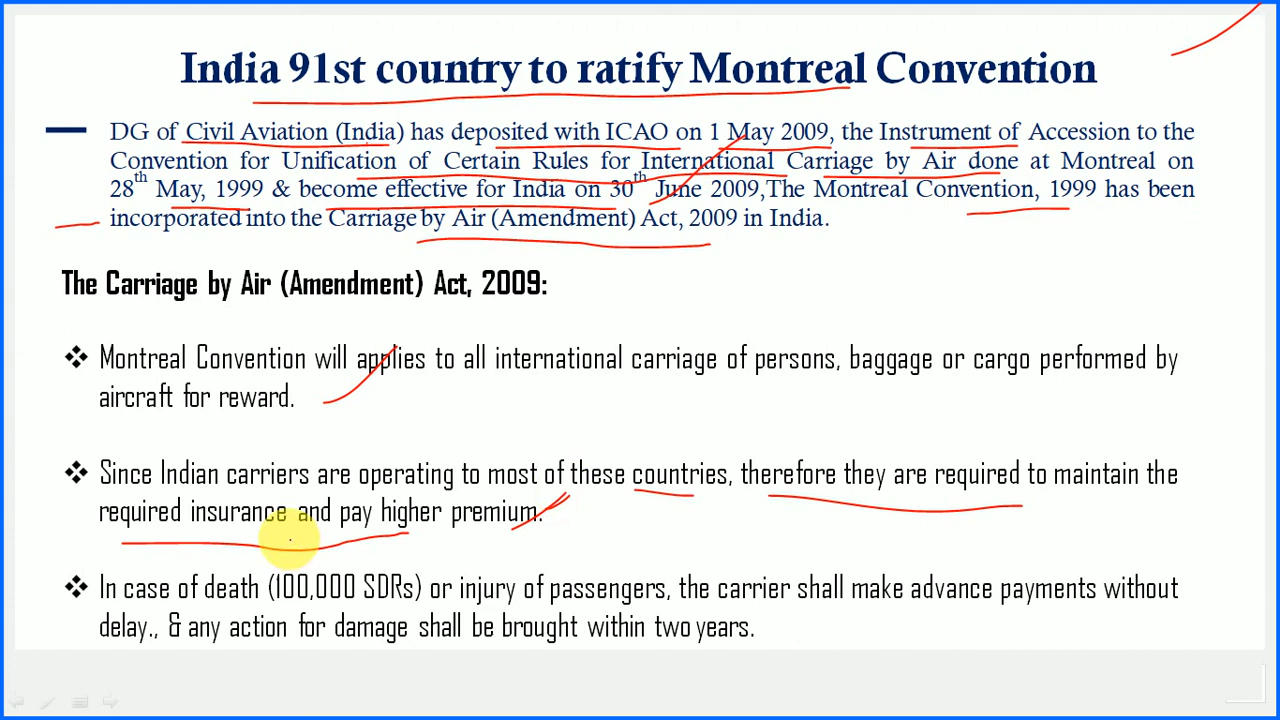 India 91st country to ratify Montreal Convention
DG of Civil Aviation (India) has deposited with ICAO on 1 May 2009, the Instrument of Accession to the
Convention for Unification of Certain Rules for International Carriage by Air done at Montreal on
28th May, 1999 & become effective for India on 30th June 2009,The Montreal Convention, 1999 has been
incorporated into the Carriage by Air (Amendment) Act, 2009 in India.
The Carriage by Air (Amendment) Act, 2009:
❖ Montreal Convention will applies to all international carriage of persons, baggage or cargo performed by
aircraft for reward.
❖ Since Indian carriers are operating to most of these countries, therefore they are required to maintain the
required insurance and pay higher premium.
❖ In case of death (100,000 SDRs) or injury of passengers, the carrier shall make advance payments without
delay., & any action for damage shall be brought within two years.